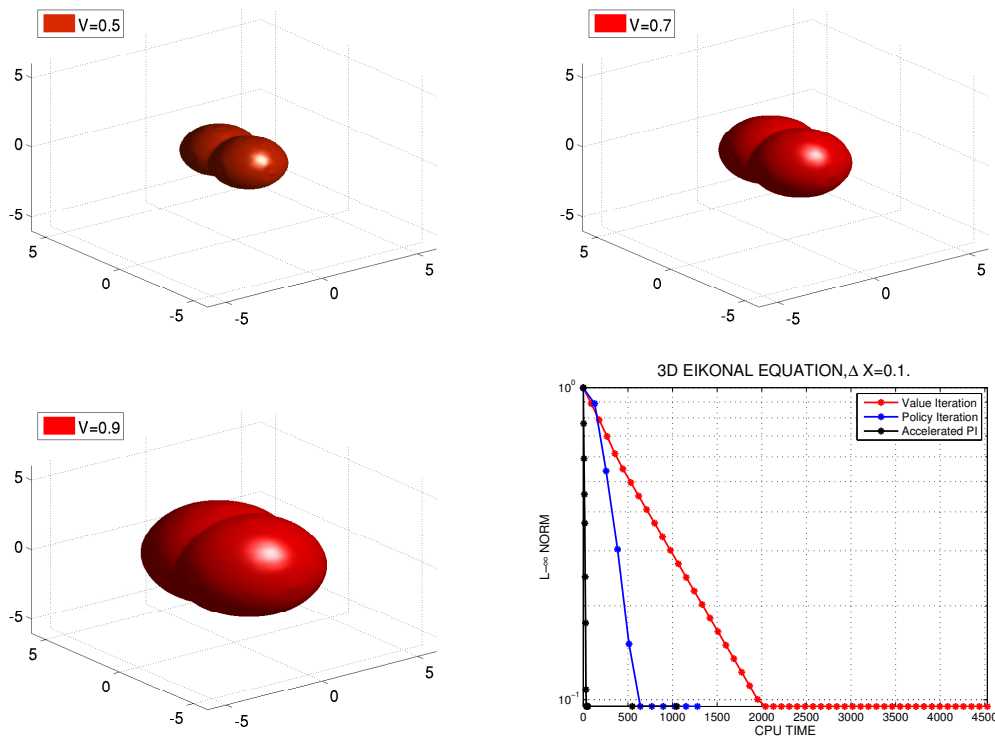 V=0.5
5
0
-5
5
0
-5
-5
0
5
V=0.7
5
0
-5
5
0
-5
-5
0
5
V=0.9
5
0
-5
5
0
-5
-5
0
5
3D EIKONAL EQUATION,Δ X=0.1.
10^0
10^-1
L−∞ NORM
Value Iteration
Policy Iteration
Accelerated PI
0 500 1000 1500 2000 2500 3000 3500 4000 4500
CPU TIME